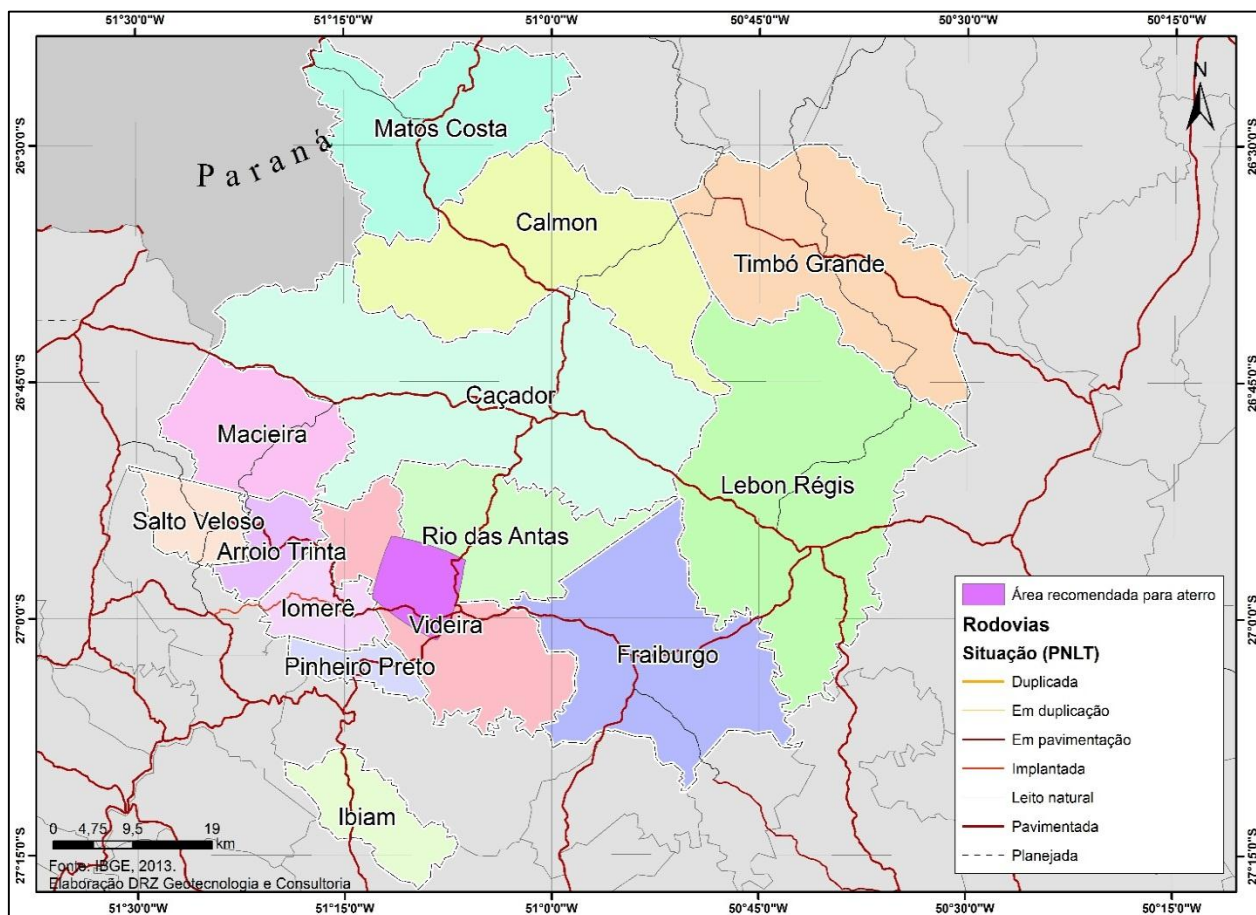 51°30'0"W 51°15'0"W 51°0'0"W 50°45'0"W 50°30'0"W 50°15'0"W
N
Matos Costa
26°30'0"S 26°30'0"S
Paraná
Calmon
Timbó Grande
26°45'0"S 26°45'0"S
Caçador
Macieira
Lebon Régis
Salto Veloso
Rio das Antas
Arroio Trinta
Iomerê
27°0'0"S 27°0'0"S
Videira
Fraiburgo
Pinheiro Preto
Ibiam
Área recomendada para aterro
Rodovias
Situação (PNLT)
Duplicada
Em duplicação
Em pavimentação
Implantada
Leito natural
Pavimentada
Planejada
0 4,75 9,5 19
km
27°15'0"S 27°15'0"S
Fonte: IBGE, 2013.
Elaboração DRZ Geotecnologia e Consultoria
51°30'0"W 51°15'0"W 51°0'0"W 50°45'0"W 50°30'0"W 50°15'0"W